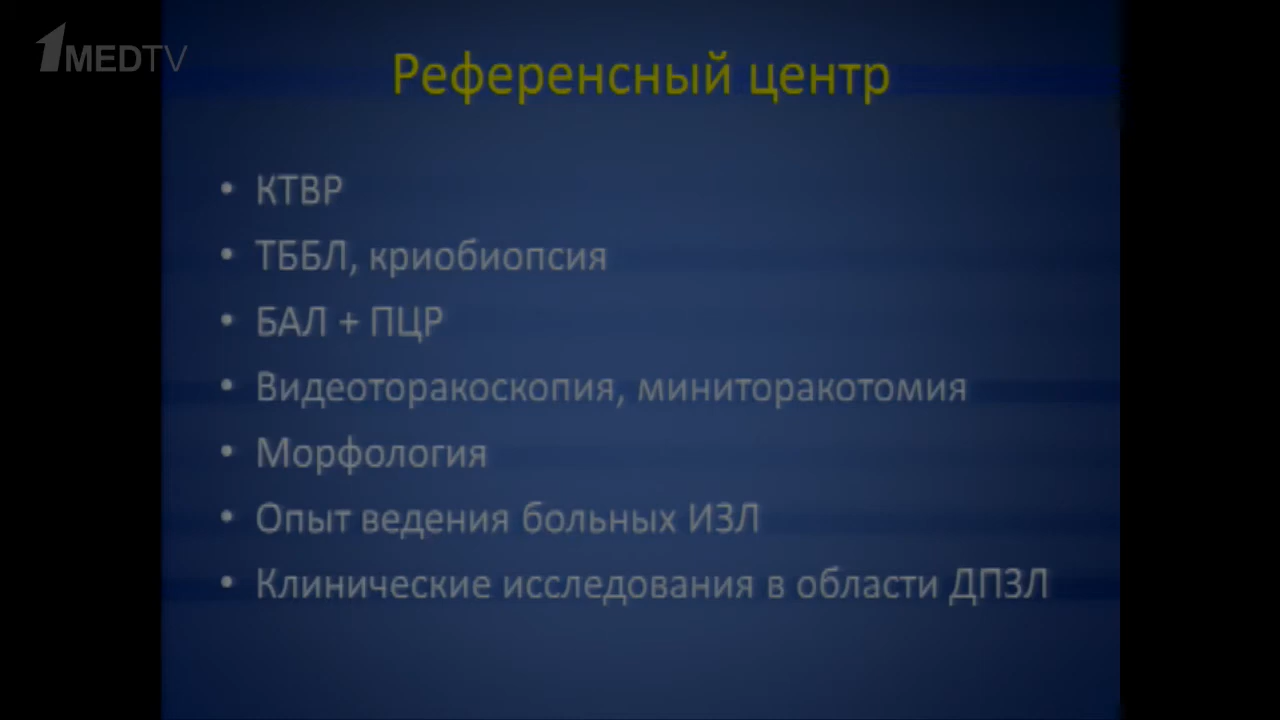 1MEDTV
Референсный центр
• КТВР
• ТББЛ, криобиопсия
• БАЛ + ПЦР
• Видеоторакоскопия, миниторакотомия
• Морфология
• Опыт ведения больных ИЗЛ
• Клинические исследования в области ДПЗЛ